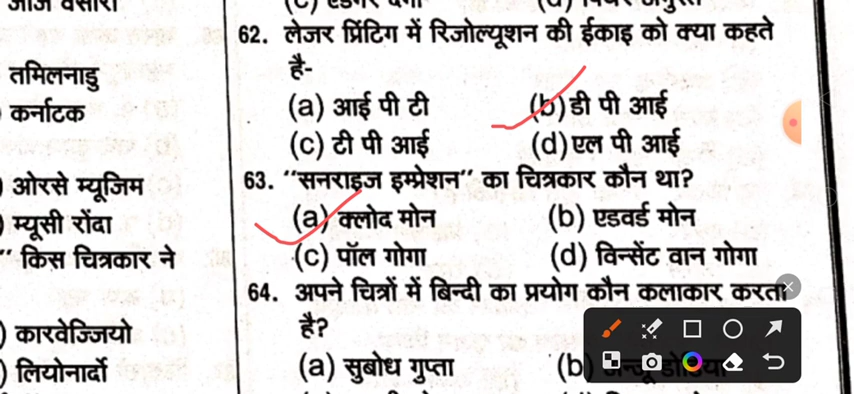 तमिलनाडु
कर्नाटक
ओरसे म्यूजिम
म्यूसी रोंदा
" किस चित्रकार ने
) कारवेज्जियो
) लियोनार्दो
62. लेजर प्रिंटिग में रिजोल्यूशन की ईकाइ को क्या कहते
है-
(a) आई पी टी (b) डी पी आई
(c) टी पी आई (d) एल पी आई
63. "सनराइज इम्प्रेशन" का चित्रकार कौन था?
(a) क्लोद मोन (b) एडवर्ड मोन
(c) पॉल गोगा (d) विन्सेंट वान गोगा
64. अपने चित्रों में बिन्दी का प्रयोग कौन कलाकार करता
है?
(a) सुबोध गुप्ता (b)